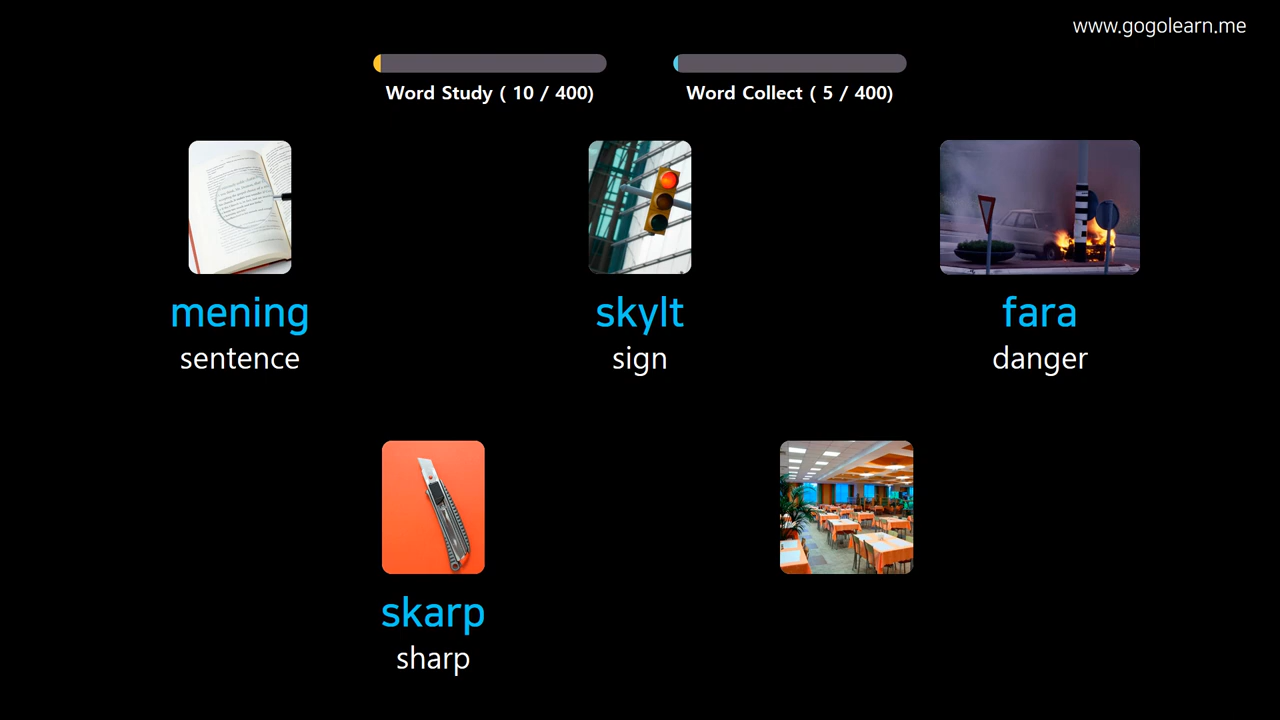 www.gogolearn.me
Word Study ( 10 / 400)
Word Collect ( 5 / 400)
mening
sentence
skylt
sign
fara
danger
skarp
sharp